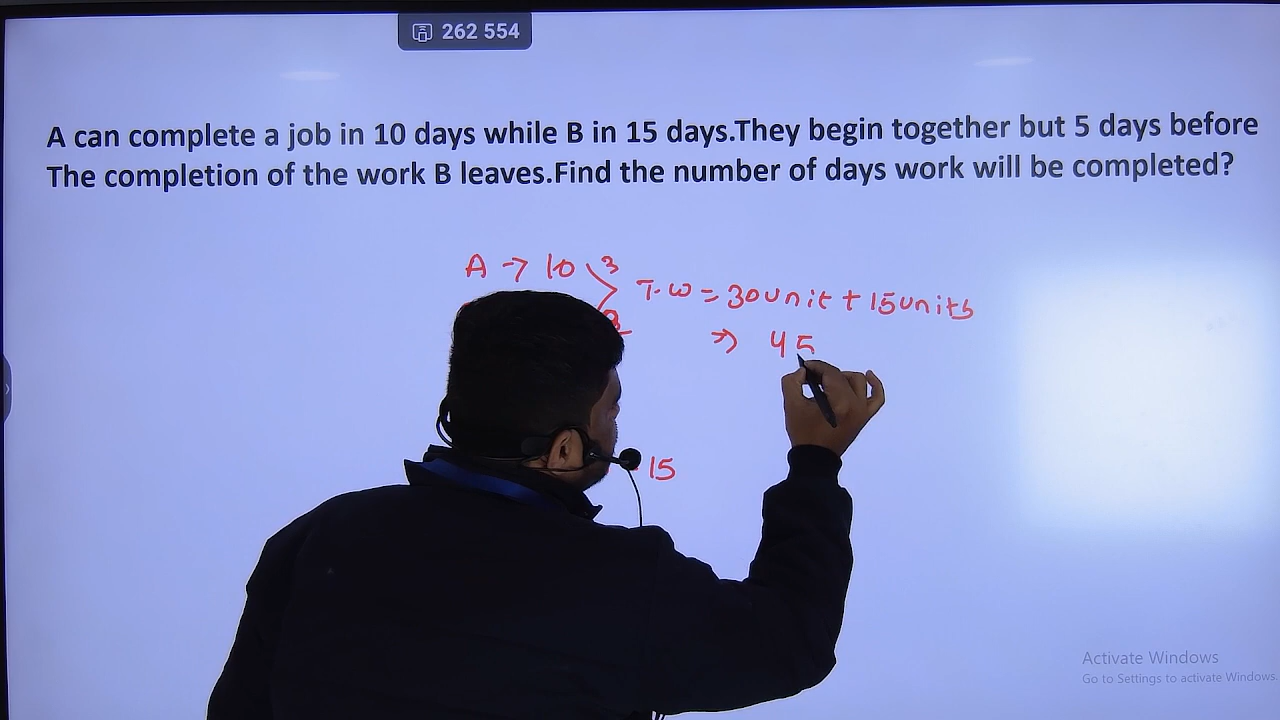 262 554
A can complete a job in 10 days while B in 15 days.They begin together but 5 days before
The completion of the work B leaves.Find the number of days work will be completed?
A → 10 3
T.W = 30unit + 15units
2
⇒ 45
15
Activate Windows
Go to Settings to activate Windows.